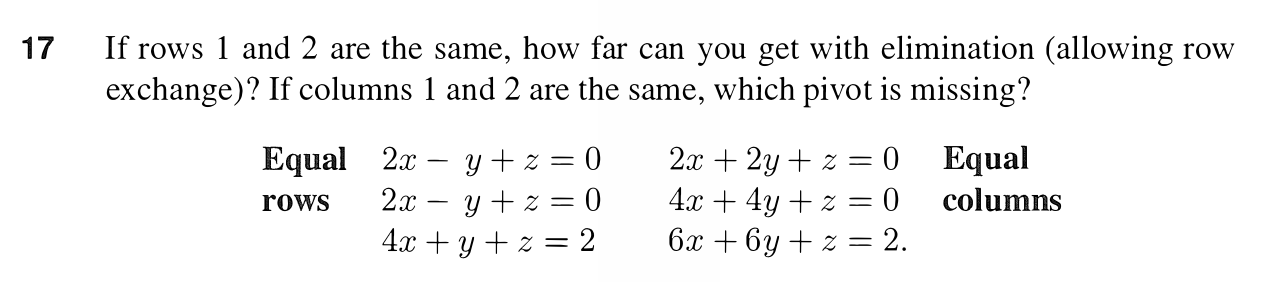 17 If rows 1 and 2 are the same, how far can you get with elimination (allowing row
exchange)? If columns 1 and 2 are the same, which pivot is missing?
Equal 2x − y + z = 0 2x + 2y + z = 0 Equal
rows 2x − y + z = 0 4x + 4y + z = 0 columns
4x + y + z = 2 6x + 6y + z = 2.